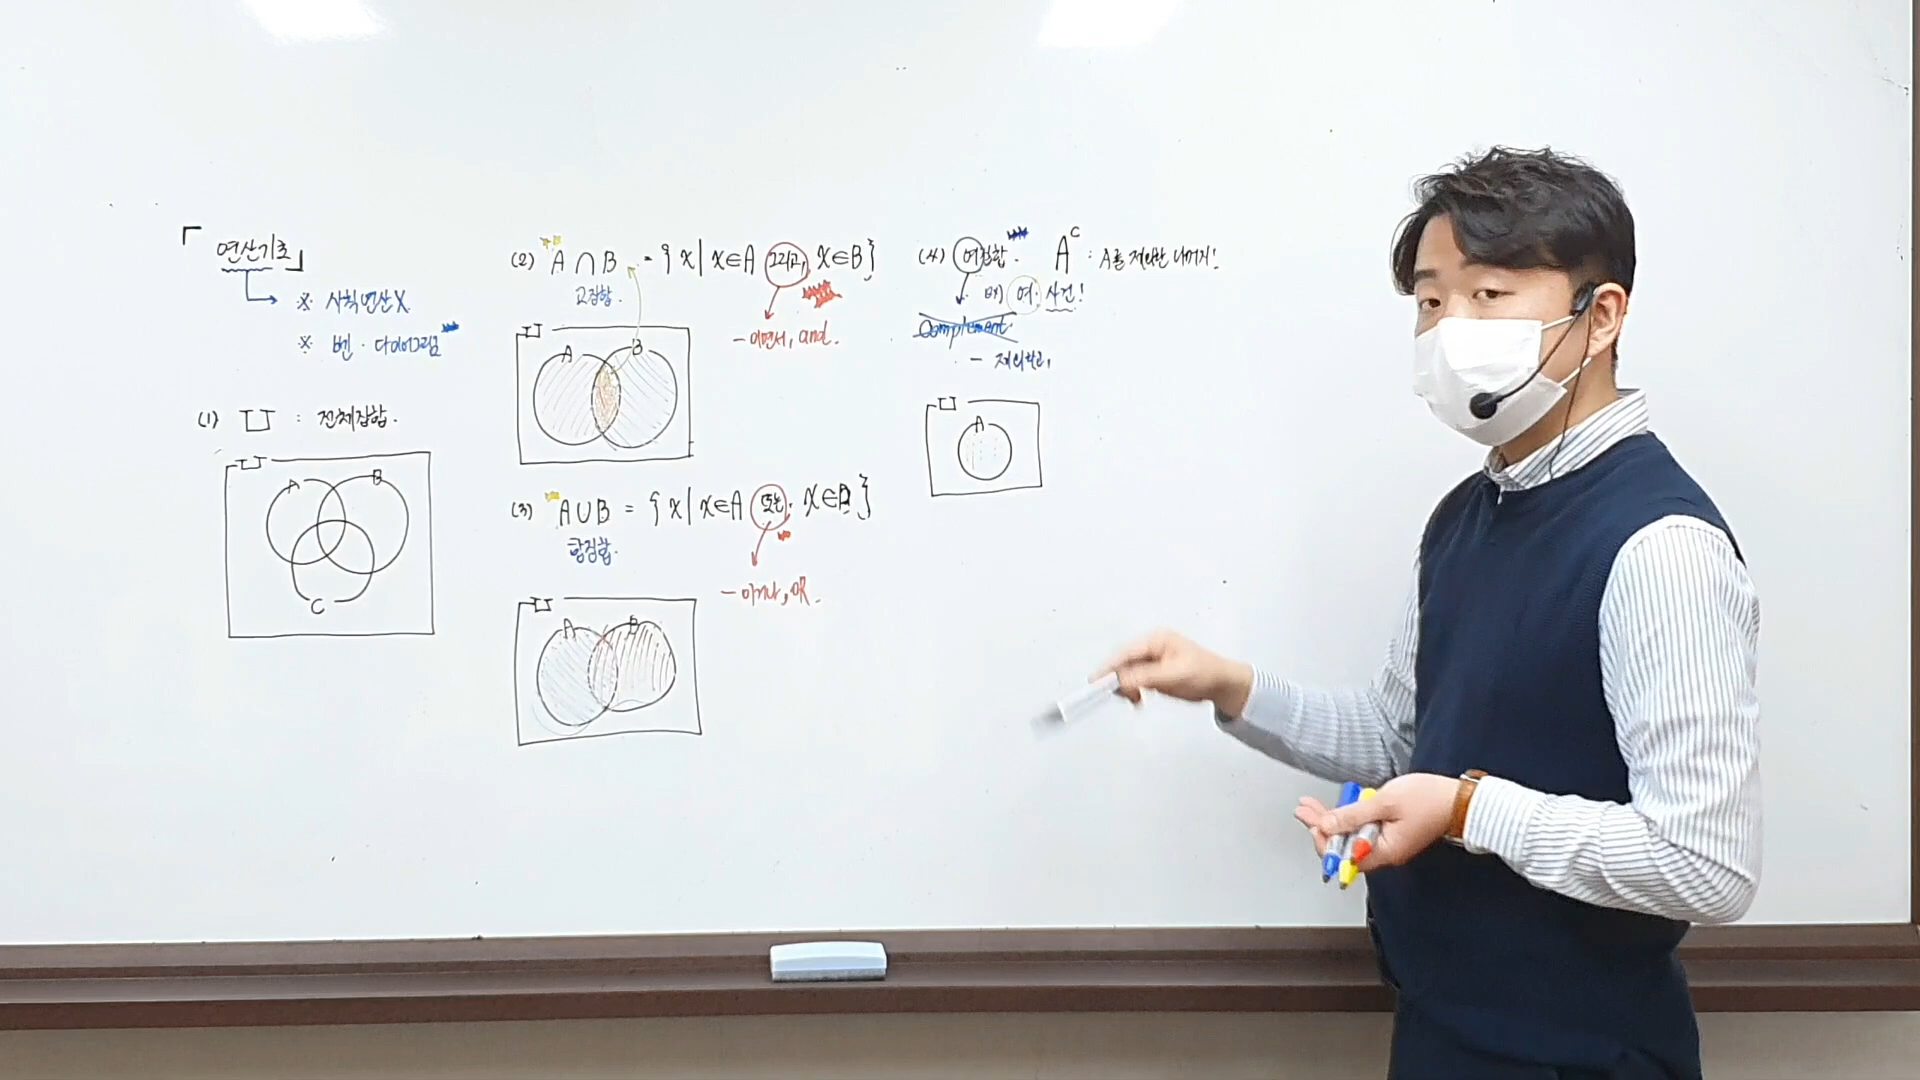 「연산기초」
※ 사칙연산X
※ 벤·다이어그램
(1) U : 전체집합.
U
A
B
C
(2) A∩B = {x|x∈A 그리고, x∈B}
교집합.
- 이면서, and.
U
A
B
(3) A∪B = {x|x∈A 또는, x∈B}
합집합.
- 이거나, or.
U
A
B
(4) 여집합. A^C : A를 제외한 나머지!
여·사건!
Complement.
- 제외하고,
U
A